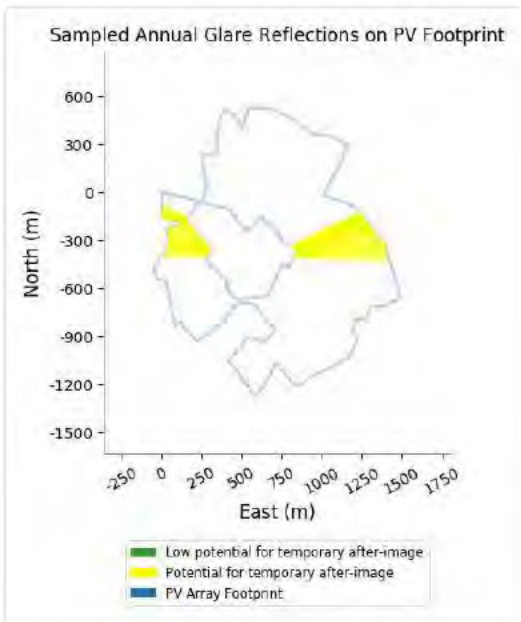 Sampled Annual Glare Reflections on PV Footprint
600
300
0
-300
-600
-900
-1200
-1500
North (m)
-250 0 250 500 750 1000 1250 1500 1750
East (m)
Low potential for temporary after-image
Potential for temporary after-image
PV Array Footprint